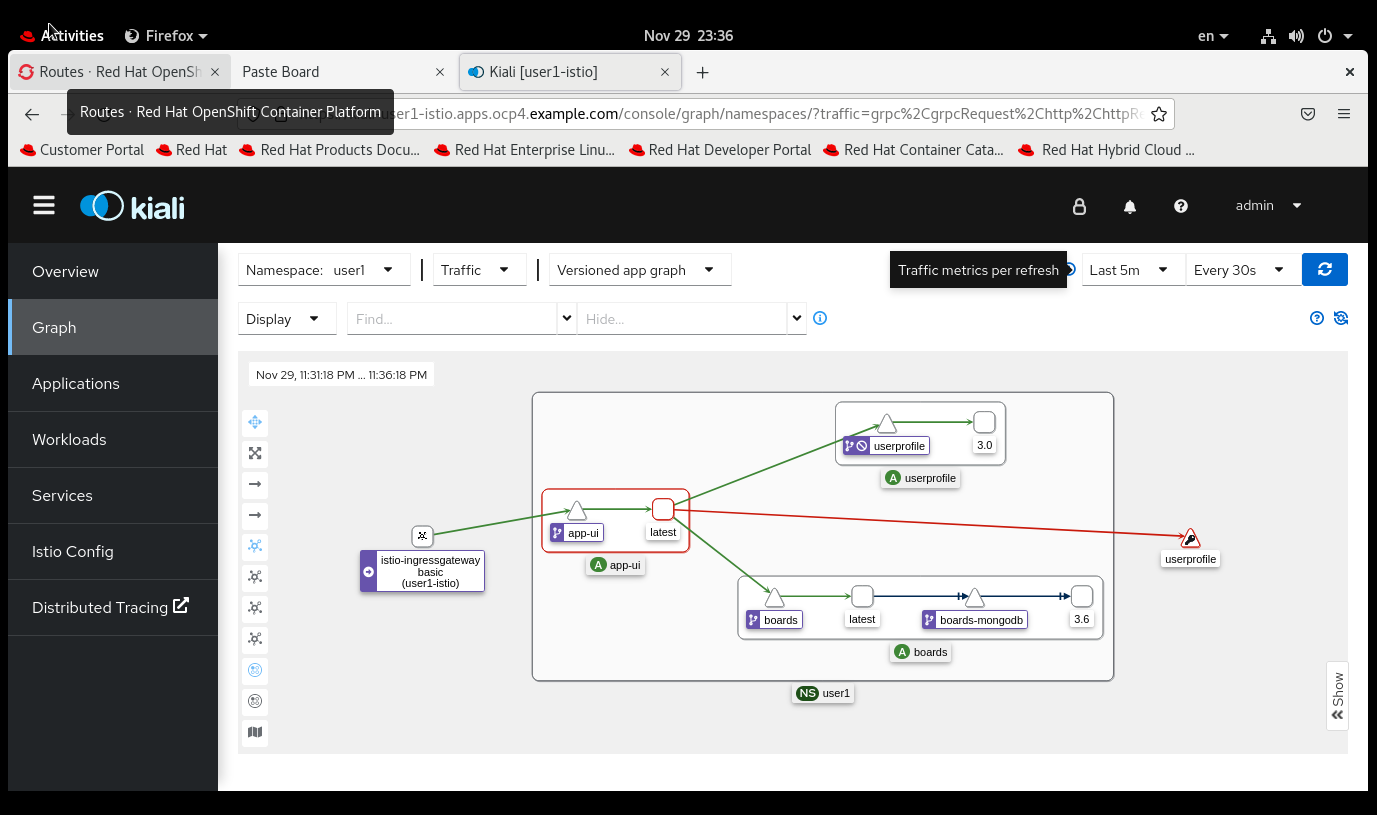 Activities Firefox Nov 29 23:36 en
Routes · Red Hat OpenSh Paste Board Kiali [user1-istio]
Routes · Red Hat OpenShift Container Platform
user1-istio.apps.ocp4.example.com/console/graph/namespaces/?traffic=grpc%2CgrpcRequest%2Chttp%2ChttpRe
Customer Portal Red Hat Red Hat Products Docu... Red Hat Enterprise Linu... Red Hat Developer Portal Red Hat Container Cata... Red Hat Hybrid Cloud ...
kiali admin
Overview
Graph
Applications
Workloads
Services
Istio Config
Distributed Tracing
Namespace: user1 Traffic Versioned app graph Traffic metrics per refresh Last 5m Every 30s
Display Find... Hide...
Nov 29, 11:31:18 PM ... 11:36:18 PM
userprofile 3.0
A userprofile
app-ui latest
A app-ui
istio-ingressgateway
basic
(user1-istio)
userprofile
boards latest boards-mongodb 3.6
A boards
NS user1
Show